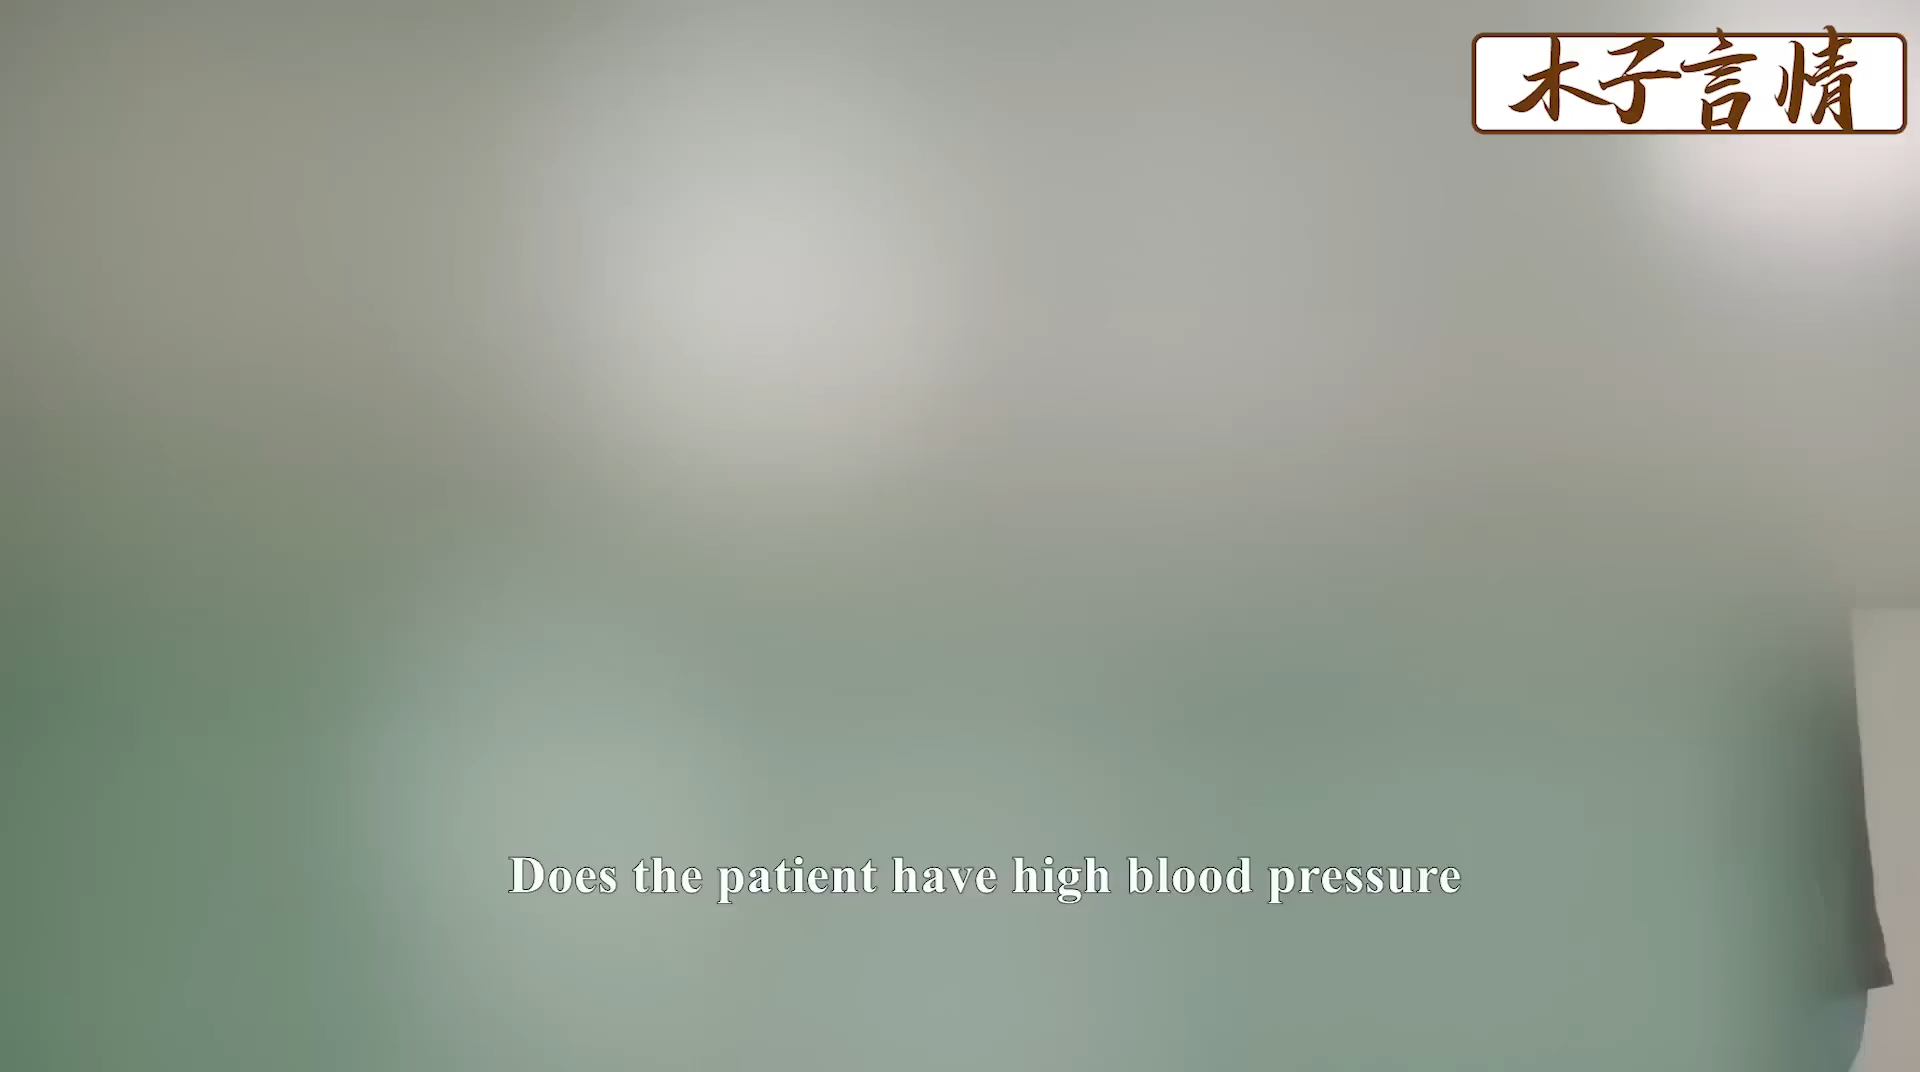 木子言情
Does the patient have high blood pressure